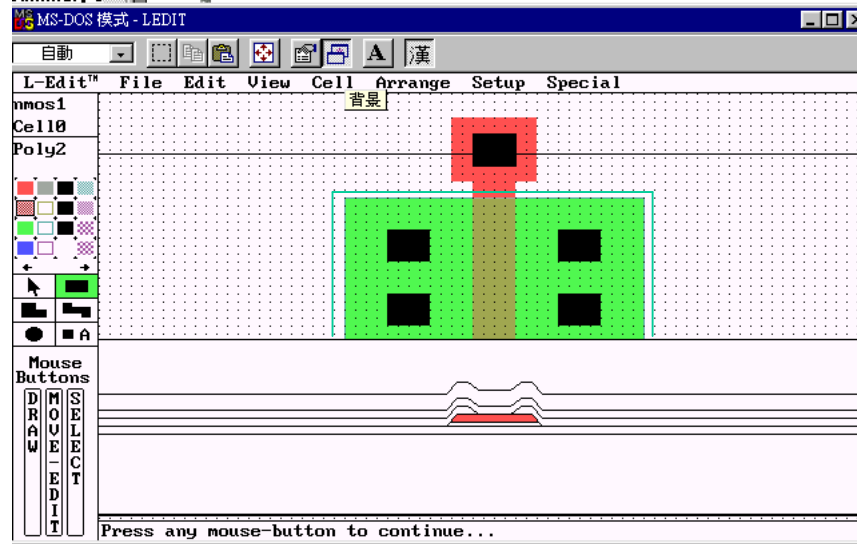 MS-DOS 模式 - LEDIT
自動
A 漢
L-Edit™ File Edit View Cell Arrange Setup Special
背景
nmos1
Cell0
Poly2
A
Mouse
Buttons
DRAW
MOVE-EDIT
SELECT
Press any mouse-button to continue...